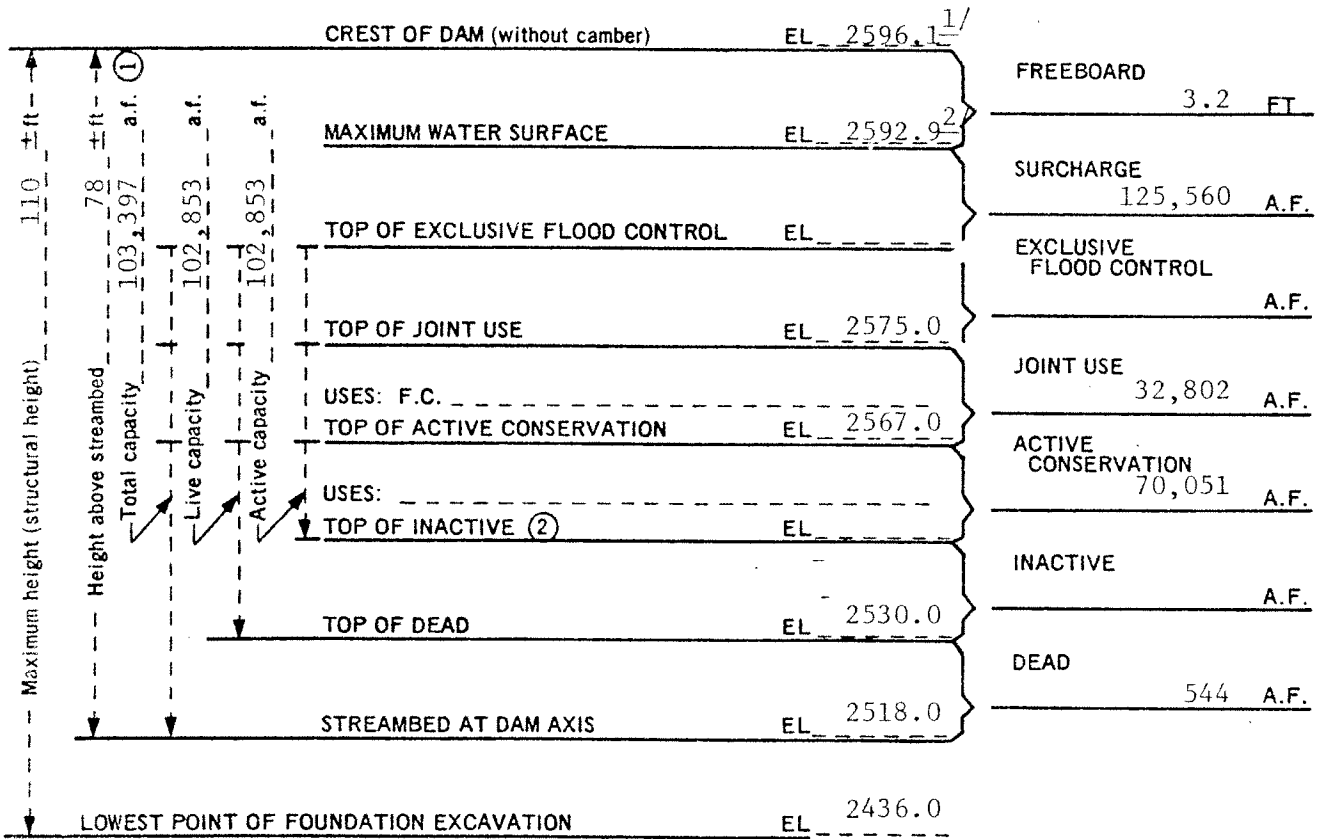 CREST OF DAM (without camber) EL 2596.1 1/
FREEBOARD
3.2 FT
MAXIMUM WATER SURFACE EL 2592.9 2/
SURCHARGE
125,560 A.F.
TOP OF EXCLUSIVE FLOOD CONTROL EL
EXCLUSIVE
FLOOD CONTROL
A.F.
TOP OF JOINT USE EL 2575.0
JOINT USE
32,802 A.F.
USES: F.C.
TOP OF ACTIVE CONSERVATION EL 2567.0
ACTIVE
CONSERVATION
70,051 A.F.
USES:
TOP OF INACTIVE ② EL
INACTIVE
A.F.
TOP OF DEAD EL 2530.0
DEAD
544 A.F.
STREAMBED AT DAM AXIS EL 2518.0
LOWEST POINT OF FOUNDATION EXCAVATION EL 2436.0
Maximum height (structural height) 110 ±ft
Height above streambed 78 ±ft
Total capacity 103,397 a.f. ①
Live capacity 102,853 a.f.
Active capacity 102,853 a.f.